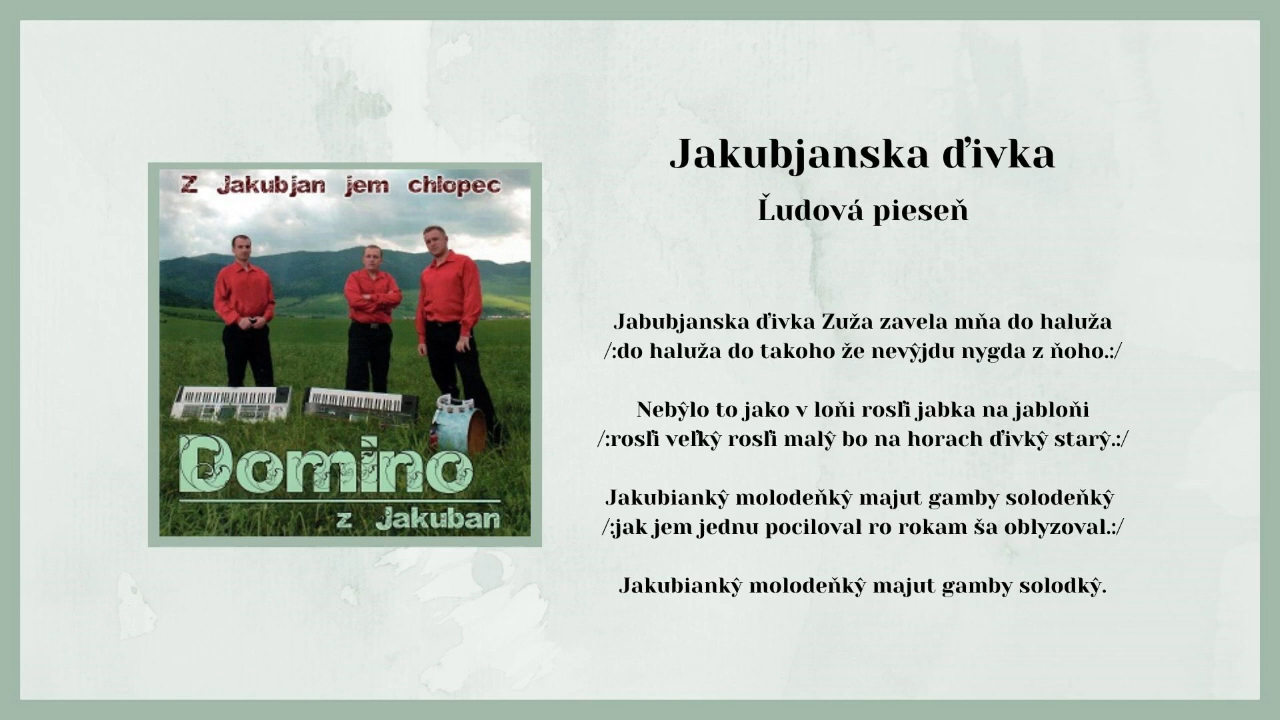 Z Jakubjan jem chlopec
Domino
z Jakuban
Jakubjanska ďivka
Ľudová pieseň
Jabubjanska ďivka Zuža zavela mňa do haluža
/:do haluža do takoho že nevŷjdu nygda z ňoho.:/
Nebŷlo to jako v loňi rosľi jabka na jabloňi
/:rosľi veľkŷ rosľi malŷ bo na horach ďivkŷ starŷ.:/
Jakubiankŷ molodeňkŷ majut gamby solodeňkŷ
/:jak jem jednu pociloval ro rokam ša oblyzoval.:/
Jakubiankŷ molodeňkŷ majut gamby solodkŷ.